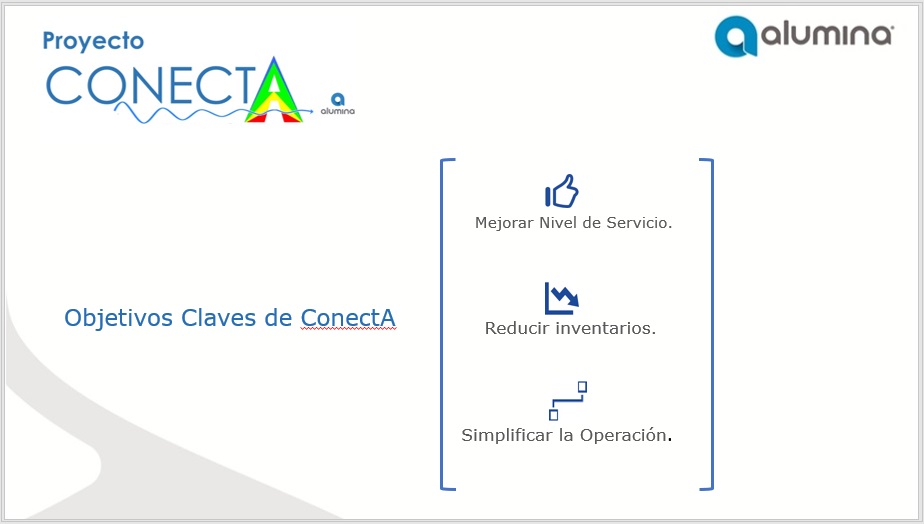 Proyecto
CONECTA
alumina
alumina
Mejorar Nivel de Servicio.
Objetivos Claves de ConectA
Reducir inventarios.
Simplificar la Operación.